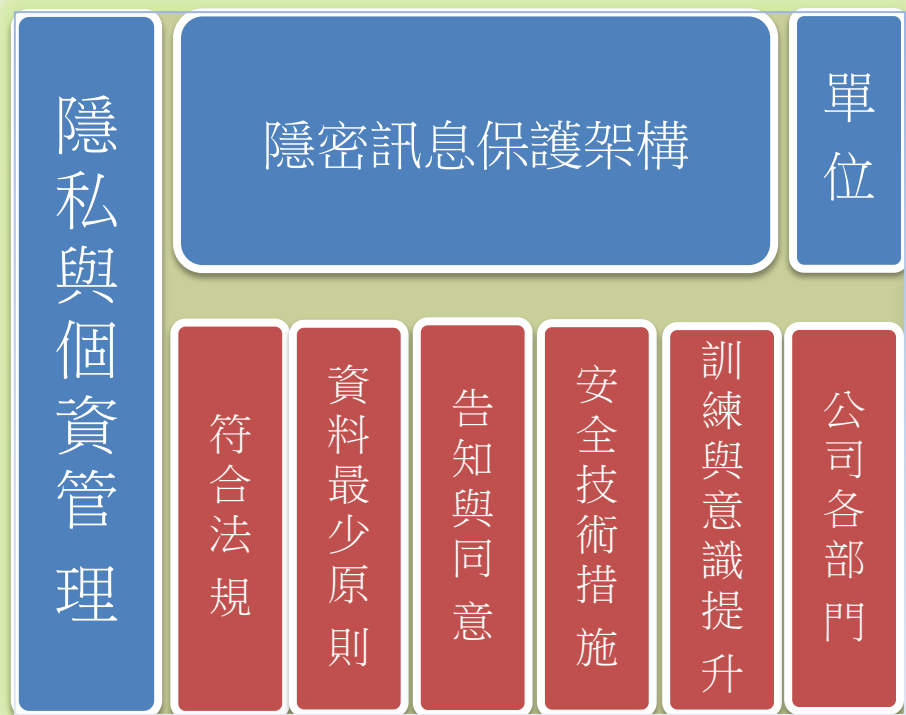 隱私與個資管理
隱密訊息保護架構
單位
符合法規
資料最少原則
告知與同意
安全技術措施
訓練與意識提升
公司各部門